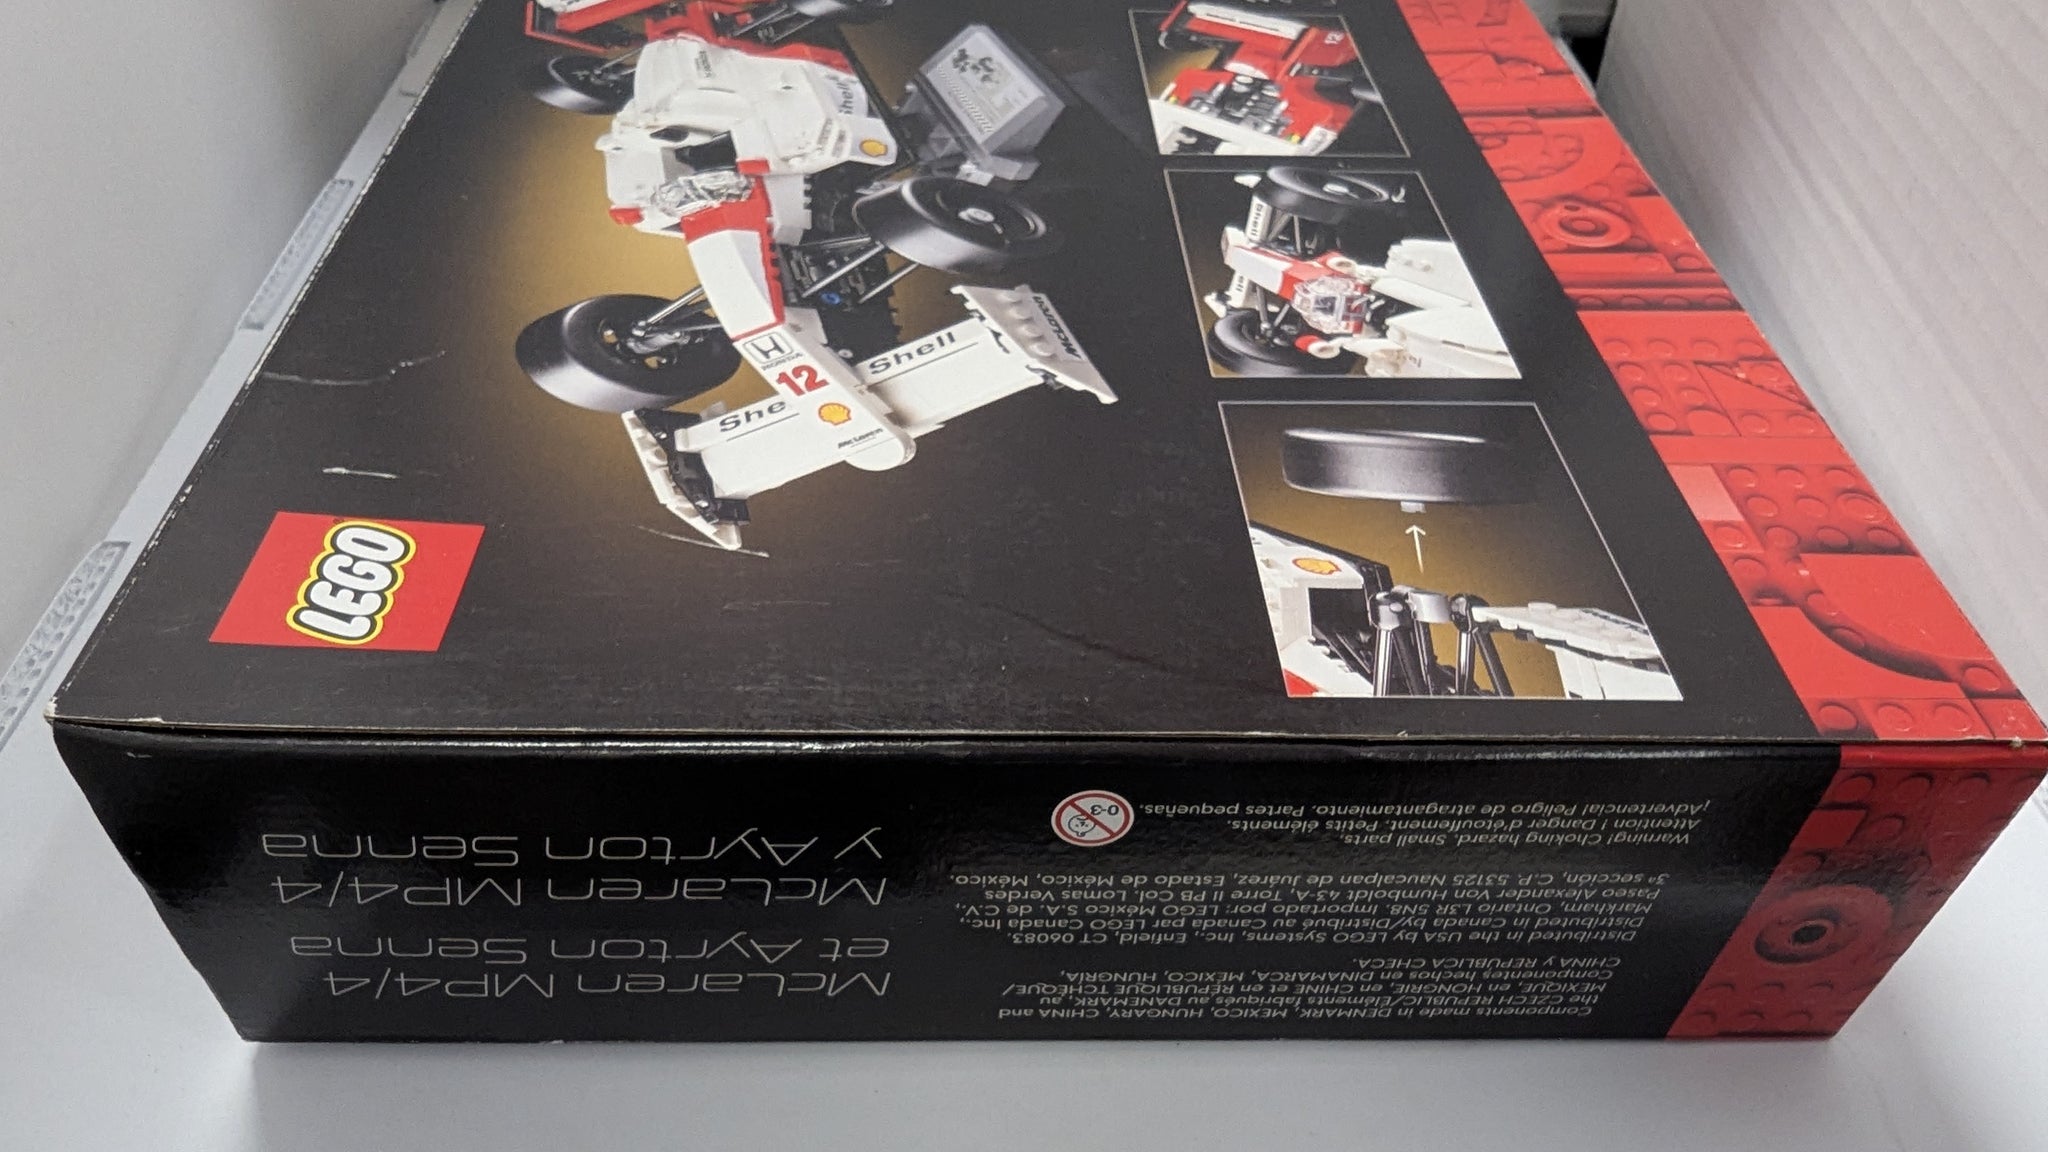 Shell
McLaren
HONDA
12
Shell
She
McLaren
Shell
ell
LEGO
McLaren MP4/4
et Ayrton Senna
McLaren MP4/4
y Ayrton Senna
Components made in DENMARK, MEXICO, HUNGARY, CHINA and
the CZECH REPUBLIC/Éléments fabriqués au DANEMARK, au
MEXIQUE, en HONGRIE, en CHINE et en RÉPUBLIQUE TCHÈQUE/
Componentes hechos en DINAMARCA, MÉXICO, HUNGRÍA,
CHINA y REPÚBLICA CHECA.
Distributed in the USA by LEGO Systems, Inc., Enfield, CT 06083.
Distributed in Canada by/Distribué au Canada par LEGO Canada Inc.,
Markham, Ontario L3R 5N8. Importado por: LEGO México S.A. de C.V.,
Paseo Alexander Von Humboldt 43-A, Torre II PB Col. Lomas Verdes
3ª sección, C.P. 53125 Naucalpan de Juárez, Estado de México, México.
Warning! Choking hazard. Small parts.
Attention ! Danger d'étouffement. Petits éléments.
¡Advertencia! Peligro de atragantamiento. Partes pequeñas.
0-3